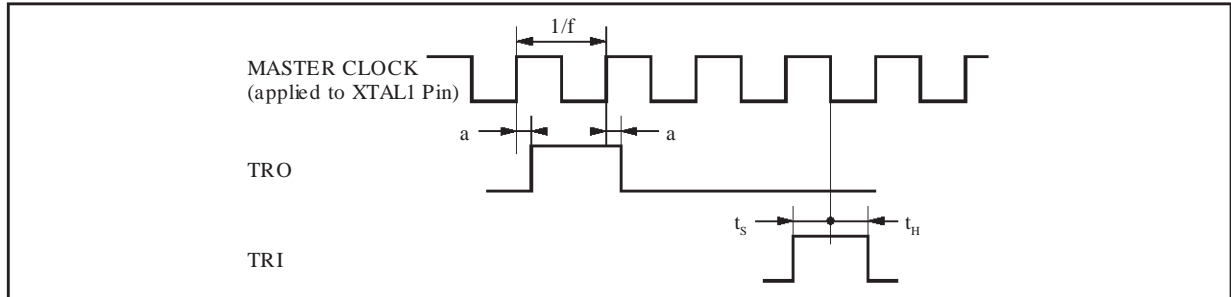 1/f
MASTER CLOCK
(applied to XTAL1 Pin)
a
a
TRO
tS
tH
TRI